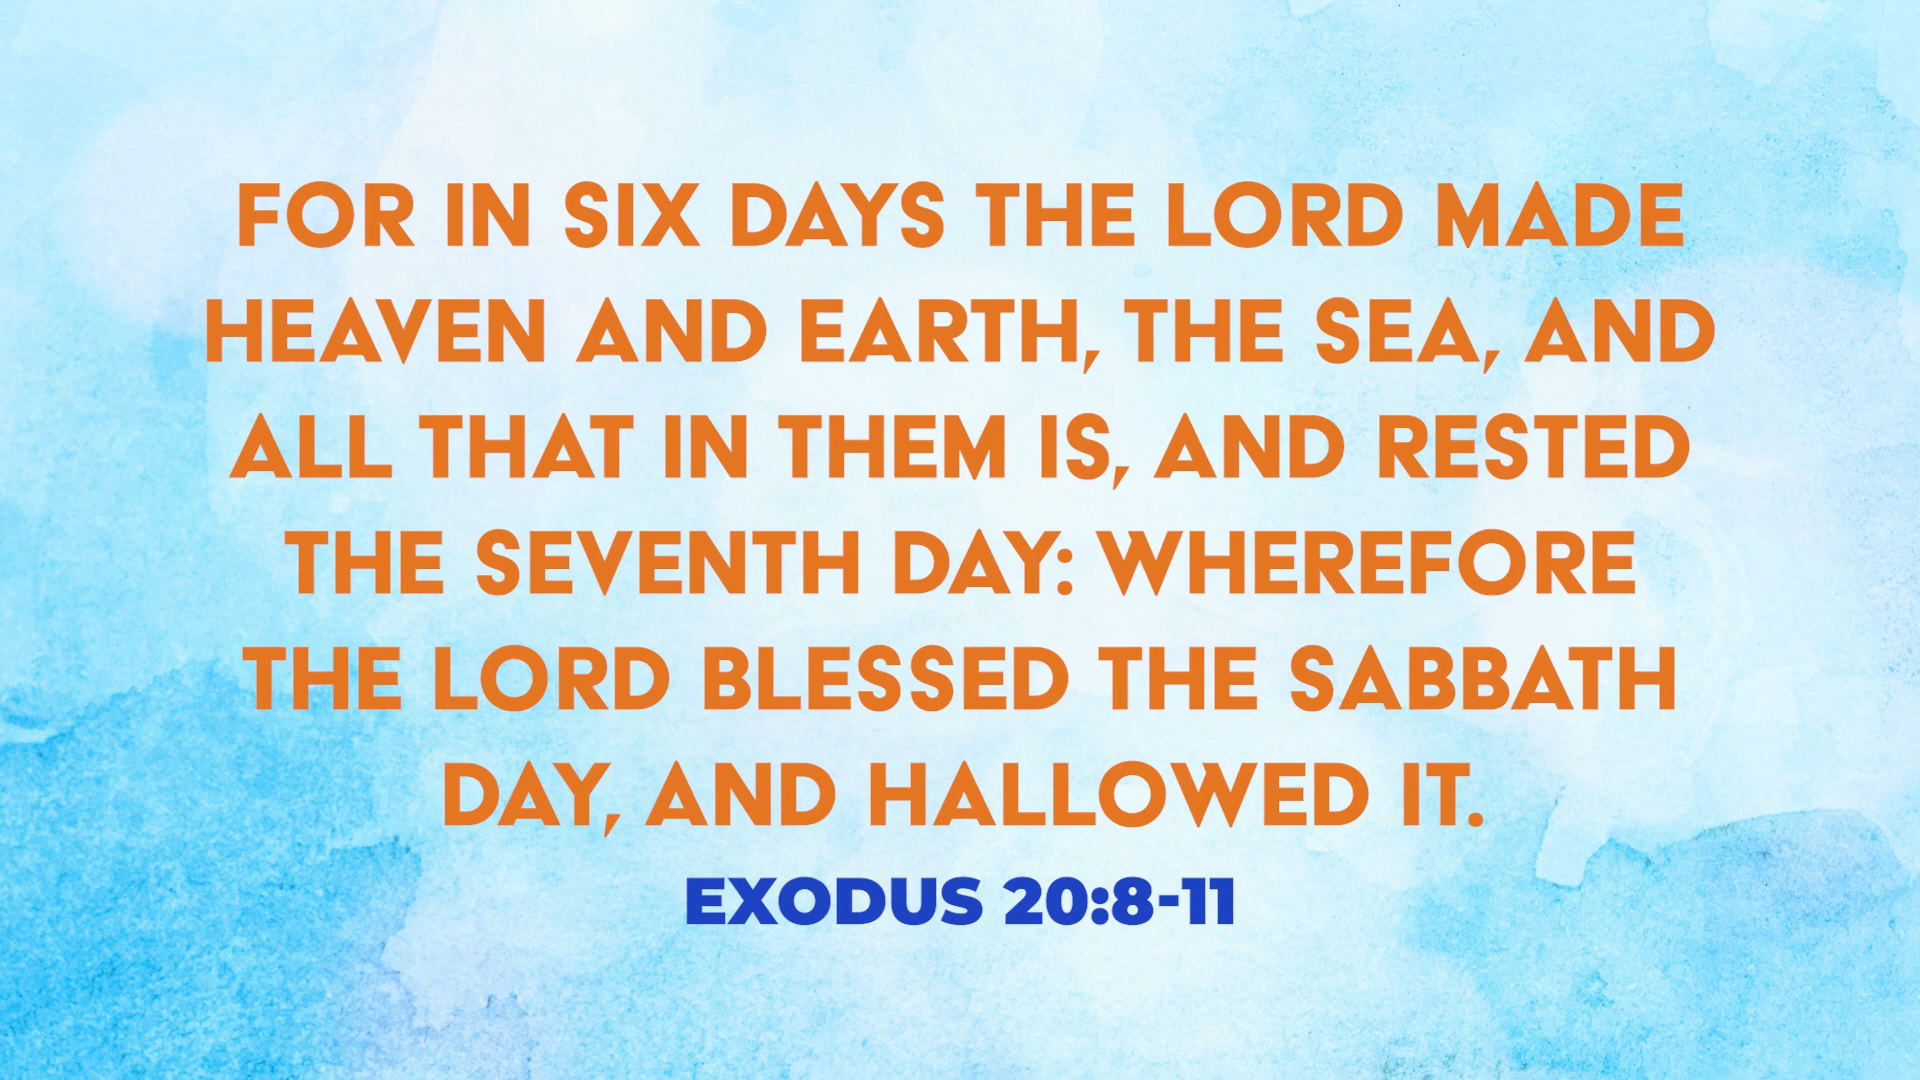 FOR IN SIX DAYS THE LORD MADE
HEAVEN AND EARTH, THE SEA, AND
ALL THAT IN THEM IS, AND RESTED
THE SEVENTH DAY: WHEREFORE
THE LORD BLESSED THE SABBATH
DAY, AND HALLOWED IT.
EXODUS 20:8-11